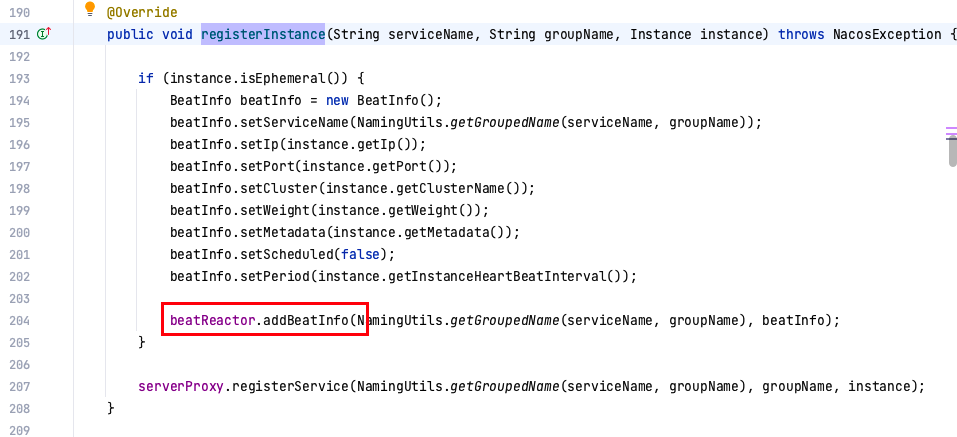 190 @Override
191 public void registerInstance(String serviceName, String groupName, Instance instance) throws NacosException {
192
193 if (instance.isEphemeral()) {
194 BeatInfo beatInfo = new BeatInfo();
195 beatInfo.setServiceName(NamingUtils.getGroupedName(serviceName, groupName));
196 beatInfo.setIp(instance.getIp());
197 beatInfo.setPort(instance.getPort());
198 beatInfo.setCluster(instance.getClusterName());
199 beatInfo.setWeight(instance.getWeight());
200 beatInfo.setMetadata(instance.getMetadata());
201 beatInfo.setScheduled(false);
202 beatInfo.setPeriod(instance.getInstanceHeartBeatInterval());
203
204 beatReactor.addBeatInfo(NamingUtils.getGroupedName(serviceName, groupName), beatInfo);
205 }
206
207 serverProxy.registerService(NamingUtils.getGroupedName(serviceName, groupName), groupName, instance);
208 }
209